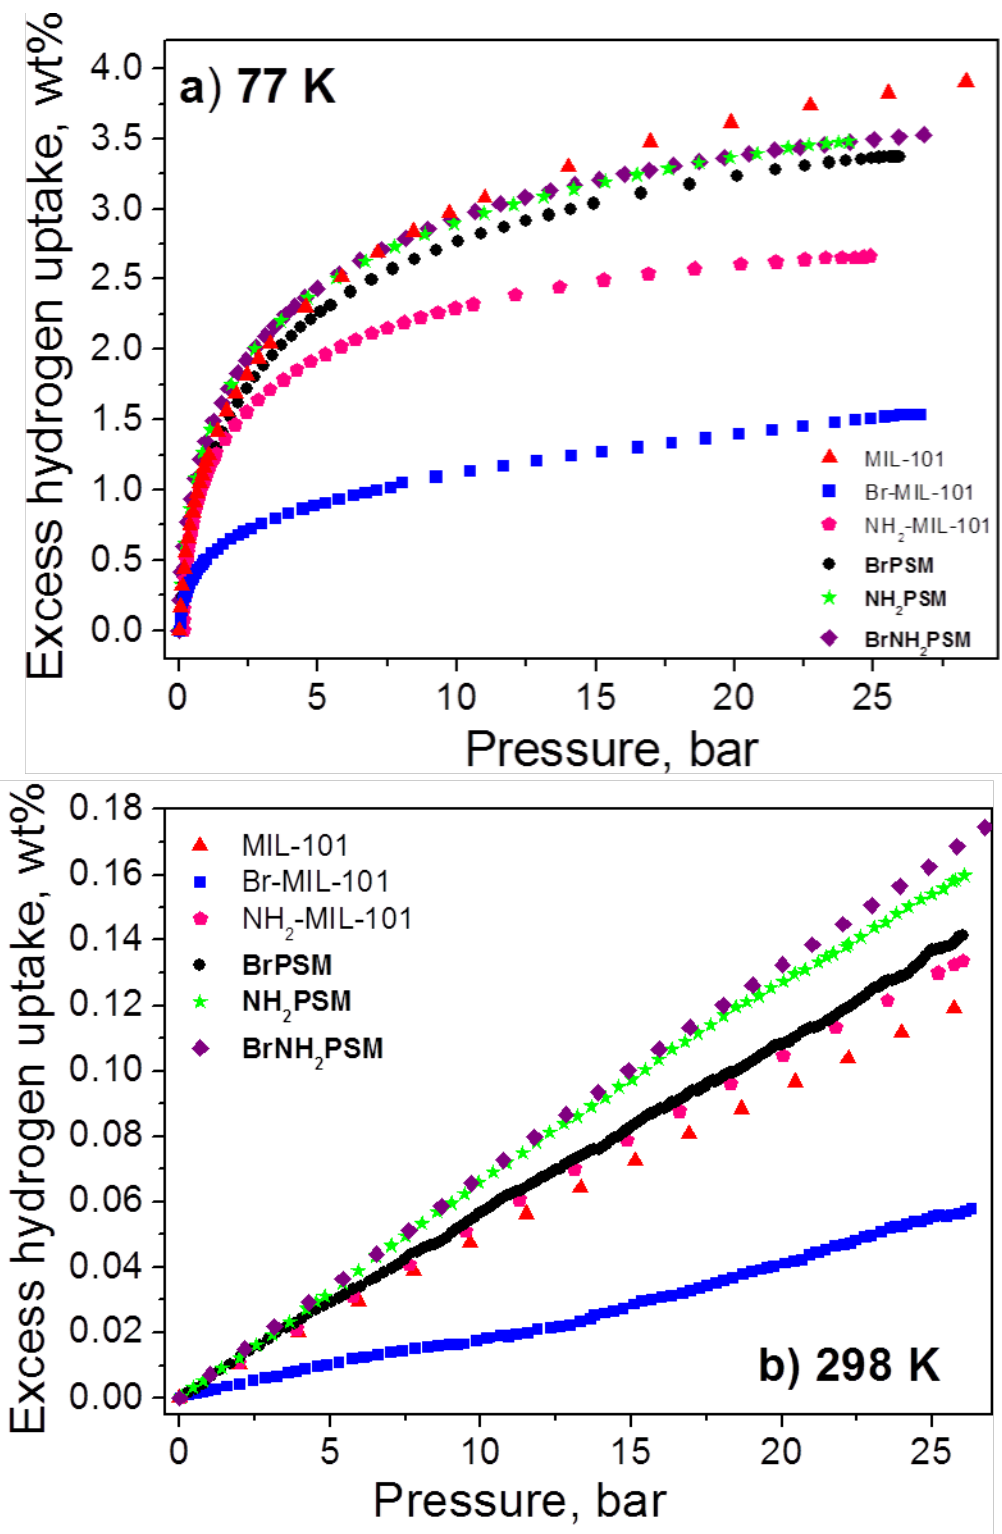 Excess hydrogen uptake, wt%
a) 77 K
4.0
3.5
3.0
2.5
2.0
1.5
1.0
0.5
0.0
MIL-101
Br-MIL-101
NH₂-MIL-101
BrPSM
NH₂PSM
BrNH₂PSM
0 5 10 15 20 25
Pressure, bar
Excess hydrogen uptake, wt%
0.18
0.16
0.14
0.12
0.10
0.08
0.06
0.04
0.02
0.00
MIL-101
Br-MIL-101
NH₂-MIL-101
BrPSM
NH₂PSM
BrNH₂PSM
b) 298 K
0 5 10 15 20 25
Pressure, bar